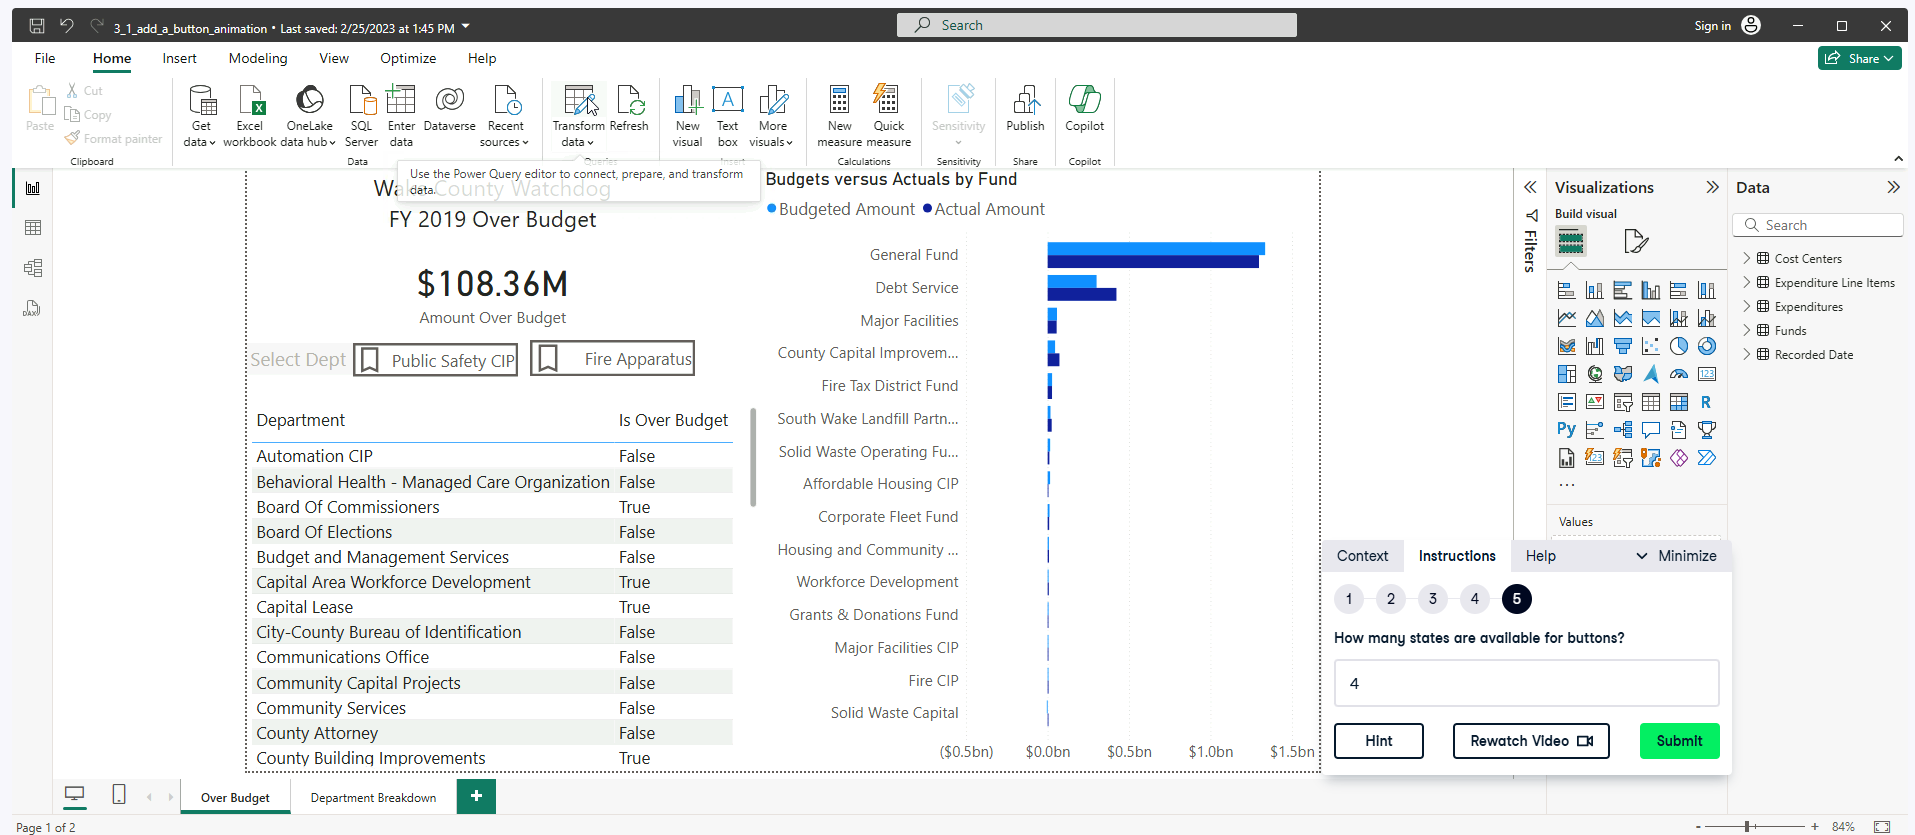 3_1_add_a_button_animation • Last saved: 2/25/2023 at 1:45 PM
Search
Sign in
File Home Insert Modeling View Optimize Help
Share
Paste
Cut
Copy
Format painter
Clipboard
Get data
Excel workbook
OneLake data hub
SQL Server
Enter data
Dataverse
Recent sources
Data
Transform data
Refresh
Queries
New visual
Text box
More visuals
Insert
New measure
Quick measure
Calculations
Sensitivity
Sensitivity
Publish
Share
Copilot
Copilot
Use the Power Query editor to connect, prepare, and transform
data.
County Watchdog
FY 2019 Over Budget
$108.36M
Amount Over Budget
Select Dept
Public Safety CIP
Fire Apparatus
Department Is Over Budget
Automation CIP False
Behavioral Health - Managed Care Organization False
Board Of Commissioners True
Board Of Elections False
Budget and Management Services False
Capital Area Workforce Development True
Capital Lease True
City-County Bureau of Identification False
Communications Office False
Community Capital Projects False
Community Services False
County Attorney False
County Building Improvements True
Budgets versus Actuals by Fund
Budgeted Amount Actual Amount
General Fund
Debt Service
Major Facilities
County Capital Improvem...
Fire Tax District Fund
South Wake Landfill Partn...
Solid Waste Operating Fu...
Affordable Housing CIP
Corporate Fleet Fund
Housing and Community ...
Workforce Development
Grants & Donations Fund
Major Facilities CIP
Fire CIP
Solid Waste Capital
($0.5bn) $0.0bn $0.5bn $1.0bn $1.5bn
Filters
Visualizations
Build visual
123
R
Py
123
...
Values
Data
Search
Cost Centers
Expenditure Line Items
Expenditures
Funds
Recorded Date
Context Instructions Help Minimize
1 2 3 4 5
How many states are available for buttons?
4
Hint
Rewatch Video
Submit
Over Budget
Department Breakdown
+
Page 1 of 2
- + 84%